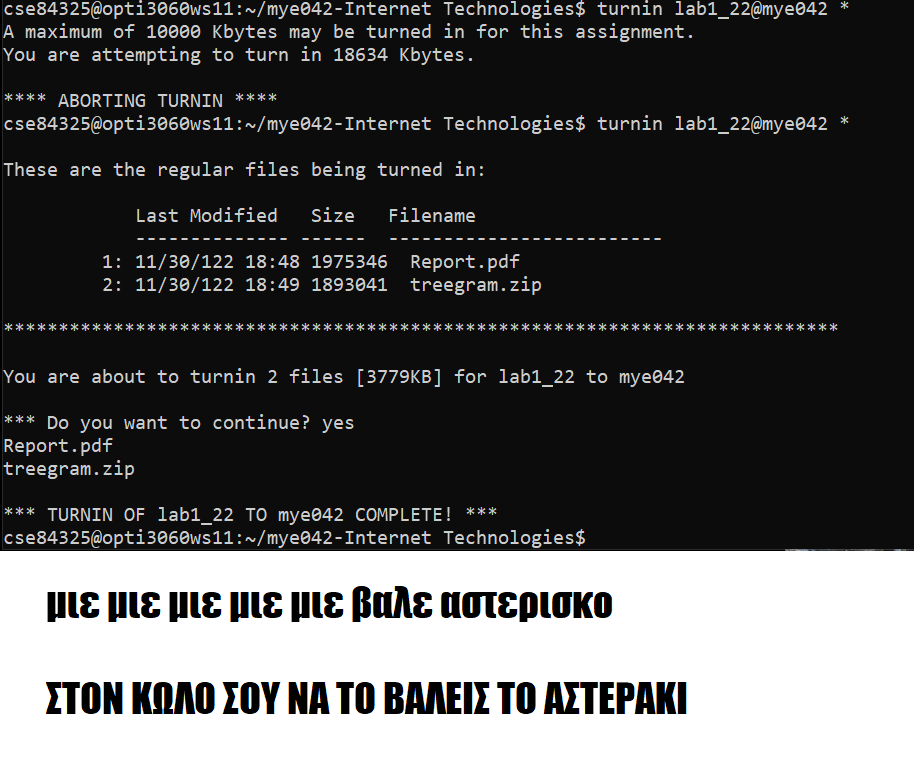 cse84325@opti3060ws11:~/mye042-Internet Technologies$ turnin lab1_22@mye042 *
A maximum of 10000 Kbytes may be turned in for this assignment.
You are attempting to turn in 18634 Kbytes.
**** ABORTING TURNIN ****
cse84325@opti3060ws11:~/mye042-Internet Technologies$ turnin lab1_22@mye042 *
These are the regular files being turned in:
Last Modified   Size   Filename
-------------- ------  -------------------------
1: 11/30/122 18:48 1975346  Report.pdf
2: 11/30/122 18:49 1893041  treegram.zip
****************************************************************************
You are about to turnin 2 files [3779KB] for lab1_22 to mye042
*** Do you want to continue? yes
Report.pdf
treegram.zip
*** TURNIN OF lab1_22 TO mye042 COMPLETE! ***
cse84325@opti3060ws11:~/mye042-Internet Technologies$
μιε μιε μιε μιε μιε βαλε αστερισκο
ΣΤΟΝ ΚΩΛΟ ΣΟΥ ΝΑ ΤΟ ΒΑΛΕΙΣ ΤΟ ΑΣΤΕΡΑΚΙ